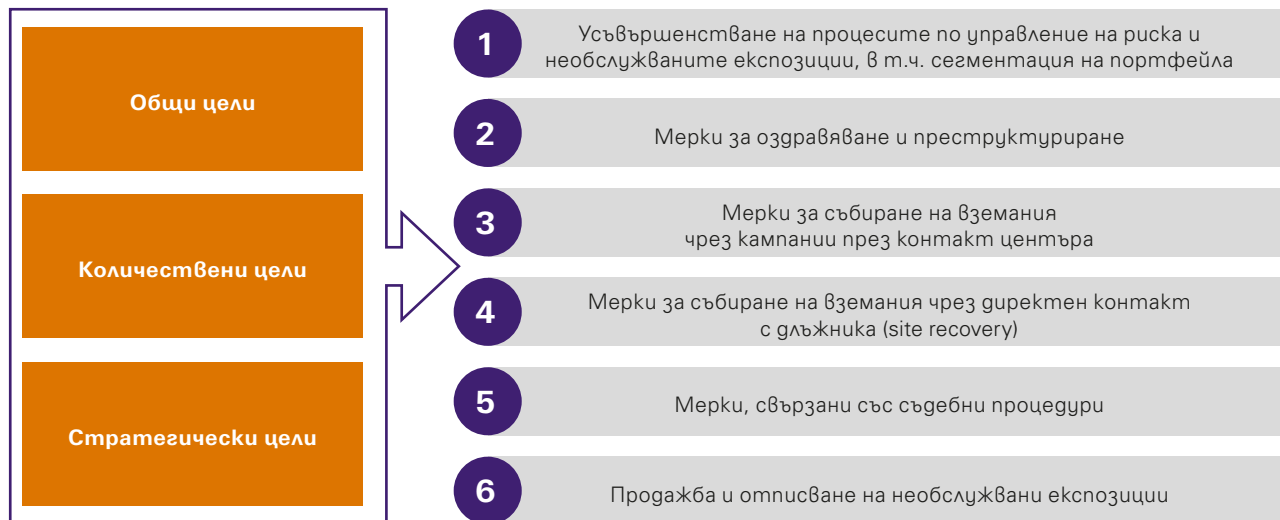 Общи цели
Количествени цели
Стратегически цели
1
Усъвършенстване на процесите по управление на риска и
необслужваните експозиции, в т.ч. сегментация на портфейла
2
Мерки за оздравяване и преструктуриране
3
Мерки за събиране на вземания
чрез кампании през контакт центъра
4
Мерки за събиране на вземания чрез директен контакт
с длъжника (site recovery)
5
Мерки, свързани със съдебни процедури
6
Продажба и отписване на необслужвани експозиции